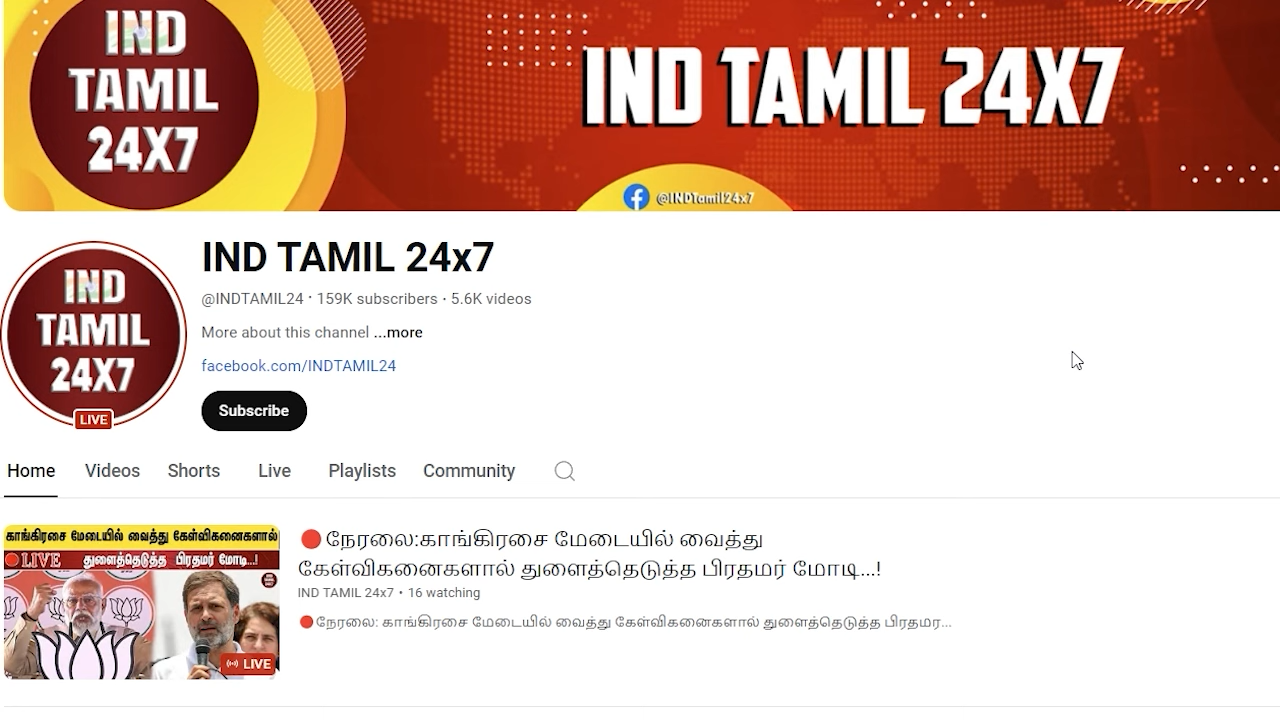 IND
TAMIL
24X7
IND TAMIL 24X7
@INDTamil24x7
IND
TAMIL
24X7
LIVE
IND TAMIL 24x7
@INDTAMIL24 · 159K subscribers · 5.6K videos
More about this channel ...more
facebook.com/INDTAMIL24
Subscribe
Home Videos Shorts Live Playlists Community
காங்கிரசை மேடையில் வைத்து கேள்விகனைகளால்
LIVE துளைத்தெடுத்த பிரதமர் மோடி...!
LIVE
🔴நேரலை:காங்கிரசை மேடையில் வைத்து
கேள்விகனைகளால் துளைத்தெடுத்த பிரதமர் மோடி...!
IND TAMIL 24x7 • 16 watching
🔴நேரலை: காங்கிரசை மேடையில் வைத்து கேள்விகனைகளால் துளைத்தெடுத்த பிரதமர...